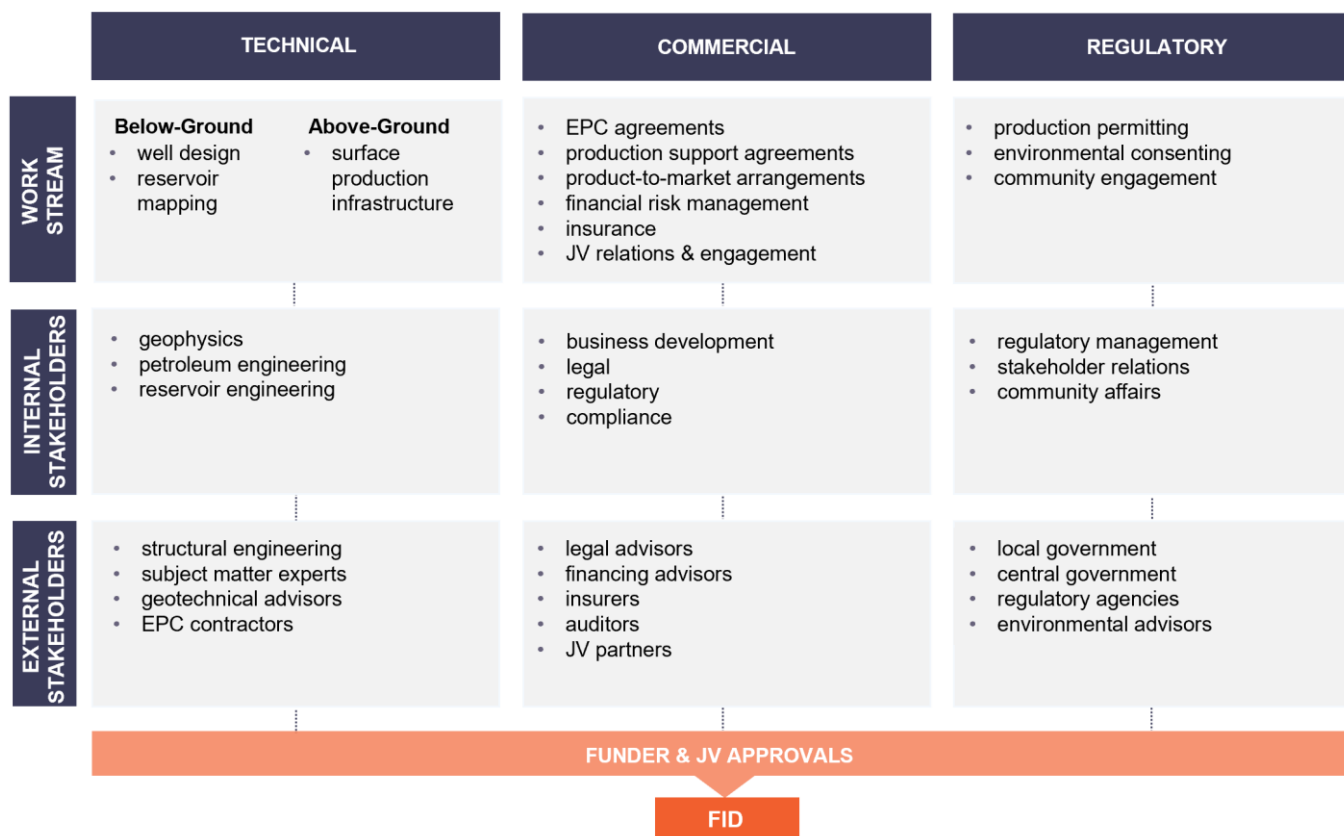 TECHNICAL
COMMERCIAL
REGULATORY
WORK
STREAM
Below-Ground
• well design
• reservoir
mapping
Above-Ground
• surface
production
infrastructure
• EPC agreements
• production support agreements
• product-to-market arrangements
• financial risk management
• insurance
• JV relations & engagement
• production permitting
• environmental consenting
• community engagement
INTERNAL
STAKEHOLDERS
• geophysics
• petroleum engineering
• reservoir engineering
• business development
• legal
• regulatory
• compliance
• regulatory management
• stakeholder relations
• community affairs
EXTERNAL
STAKEHOLDERS
• structural engineering
• subject matter experts
• geotechnical advisors
• EPC contractors
• legal advisors
• financing advisors
• insurers
• auditors
• JV partners
• local government
• central government
• regulatory agencies
• environmental advisors
FUNDER & JV APPROVALS
FID